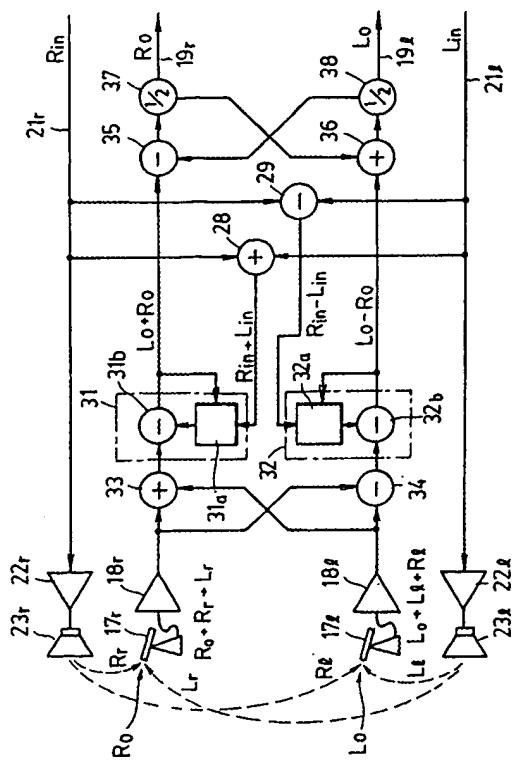 21r
Rin
22r
23r
Rr
Lr
Ro
17r
18r
Ro+Rr+Lr
33
+
31
31b
−
31a
Lo+Ro
35
−
37
1/2
Ro
19r
28
+
Rin+Lin
29
−
Rin−Lin
32a
32
32b
−
34
−
Lo−Ro
36
+
38
1/2
Lo
19ℓ
Rℓ
Lo
17ℓ
18ℓ
Lo+Lℓ+Rℓ
Lℓ
23ℓ
22ℓ
Lin
21ℓ